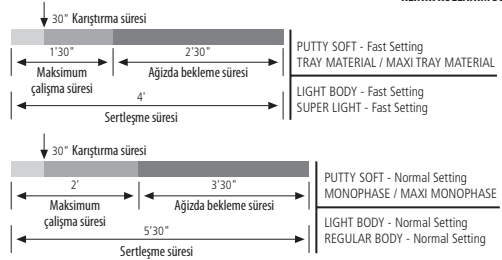 30" Karıştırma süresi
1'30" 2'30"
Maksimum
çalışma süresi
Ağizda bekleme süresi
4'
Sertleşme süresi
PUTTY SOFT - Fast Setting
TRAY MATERIAL / MAXI TRAY MATERIAL
LIGHT BODY - Fast Setting
SUPER LIGHT - Fast Setting
30" Karıştırma süresi
2' 3'30"
Maksimum
çalışma süresi
Ağizda bekleme süresi
5'30"
Sertleşme süresi
PUTTY SOFT - Normal Setting
MONOPHASE / MAXI MONOPHASE
LIGHT BODY - Normal Setting
REGULAR BODY - Normal Setting